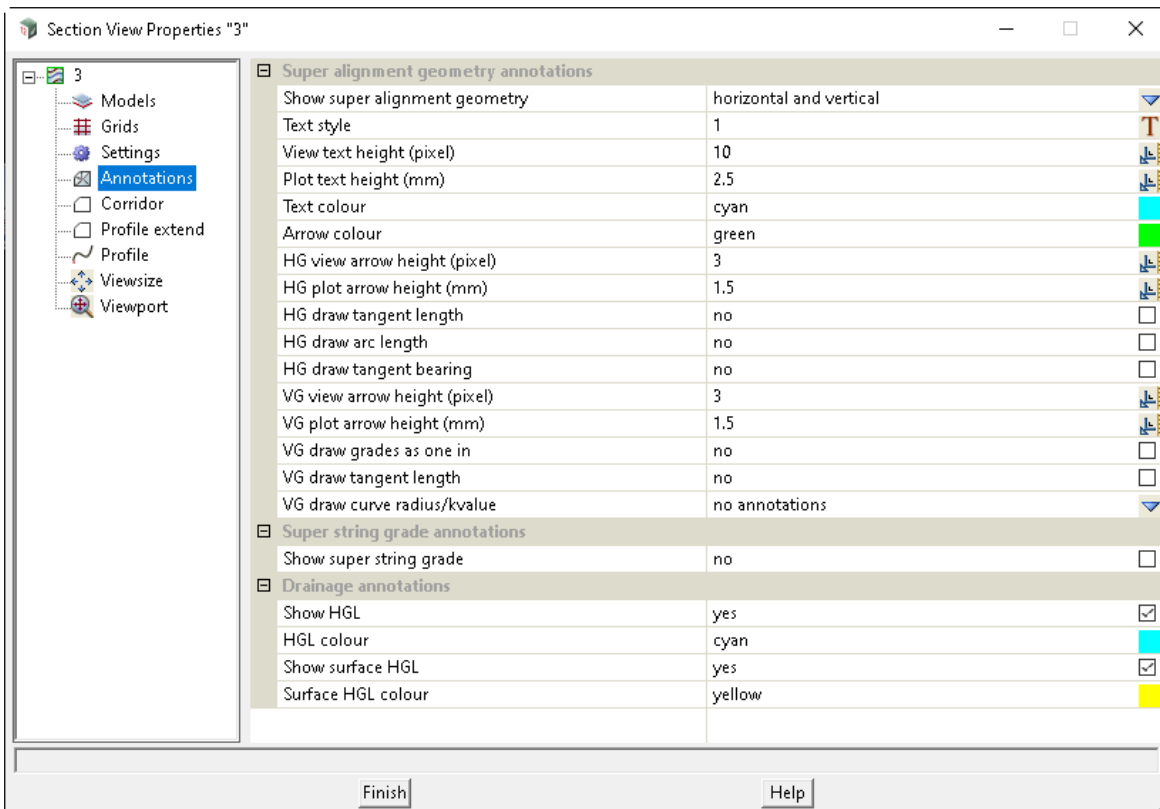 Section View Properties "3"
3
Models
Grids
Settings
Annotations
Corridor
Profile extend
Profile
Viewsize
Viewport
Super alignment geometry annotations
Show super alignment geometry horizontal and vertical
Text style 1 T
View text height (pixel) 10
Plot text height (mm) 2.5
Text colour cyan
Arrow colour green
HG view arrow height (pixel) 3
HG plot arrow height (mm) 1.5
HG draw tangent length no
HG draw arc length no
HG draw tangent bearing no
VG view arrow height (pixel) 3
VG plot arrow height (mm) 1.5
VG draw grades as one in no
VG draw tangent length no
VG draw curve radius/kvalue no annotations
Super string grade annotations
Show super string grade no
Drainage annotations
Show HGL yes
HGL colour cyan
Show surface HGL yes
Surface HGL colour yellow
Finish Help